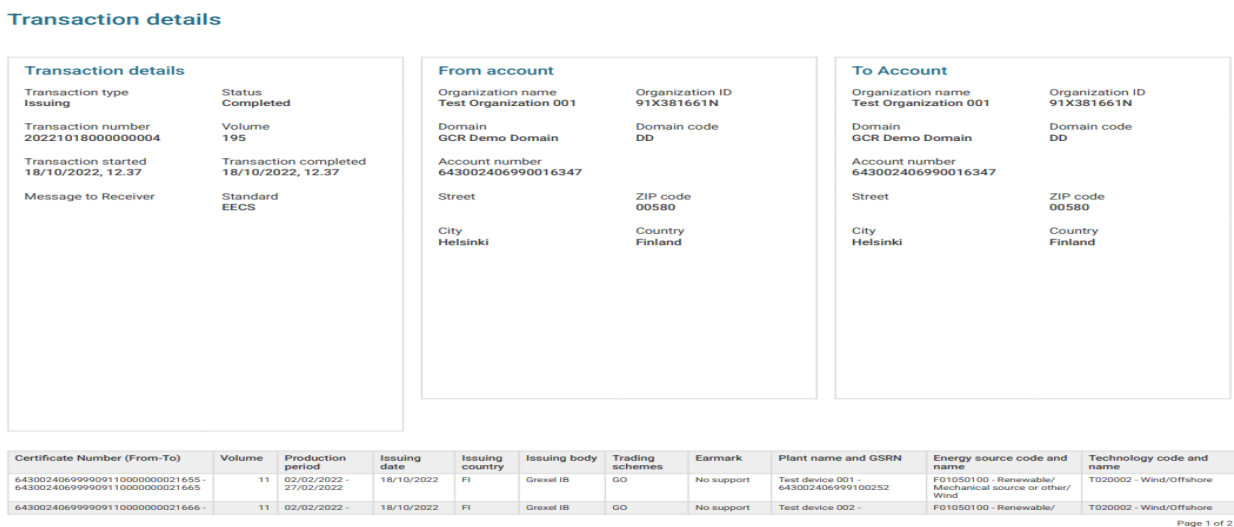 Transaction details
Transaction details
Transaction type Status
Issuing Completed
Transaction number Volume
20221018000000004 195
Transaction started Transaction completed
18/10/2022, 12.37 18/10/2022, 12.37
Message to Receiver Standard
EECS
From account
Organization name Organization ID
Test Organization 001 91X381661N
Domain Domain code
GCR Demo Domain DD
Account number
643002406990016347
Street ZIP code
00580
City Country
Helsinki Finland
To Account
Organization name Organization ID
Test Organization 001 91X381661N
Domain Domain code
GCR Demo Domain DD
Account number
643002406990016347
Street ZIP code
00580
City Country
Helsinki Finland
Certificate Number (From-To) Volume Production Issuing Issuing Issuing body Trading Earmark Plant name and GSRN Energy source code and Technology code and
period date country schemes name name
643002406999909110000000021655 - 11 02/02/2022 - 18/10/2022 FI Grexel IB GO No support Test device 001 - F01050100 - Renewable/ T020002 - Wind/Offshore
643002406999909110000000021665 27/02/2022 643002406999100252 Mechanical source or other/
Wind
643002406999909110000000021666 - 11 02/02/2022 - 18/10/2022 FI Grexel IB GO No support Test device 002 - F01050100 - Renewable/ T020002 - Wind/Offshore
Page 1 of 2